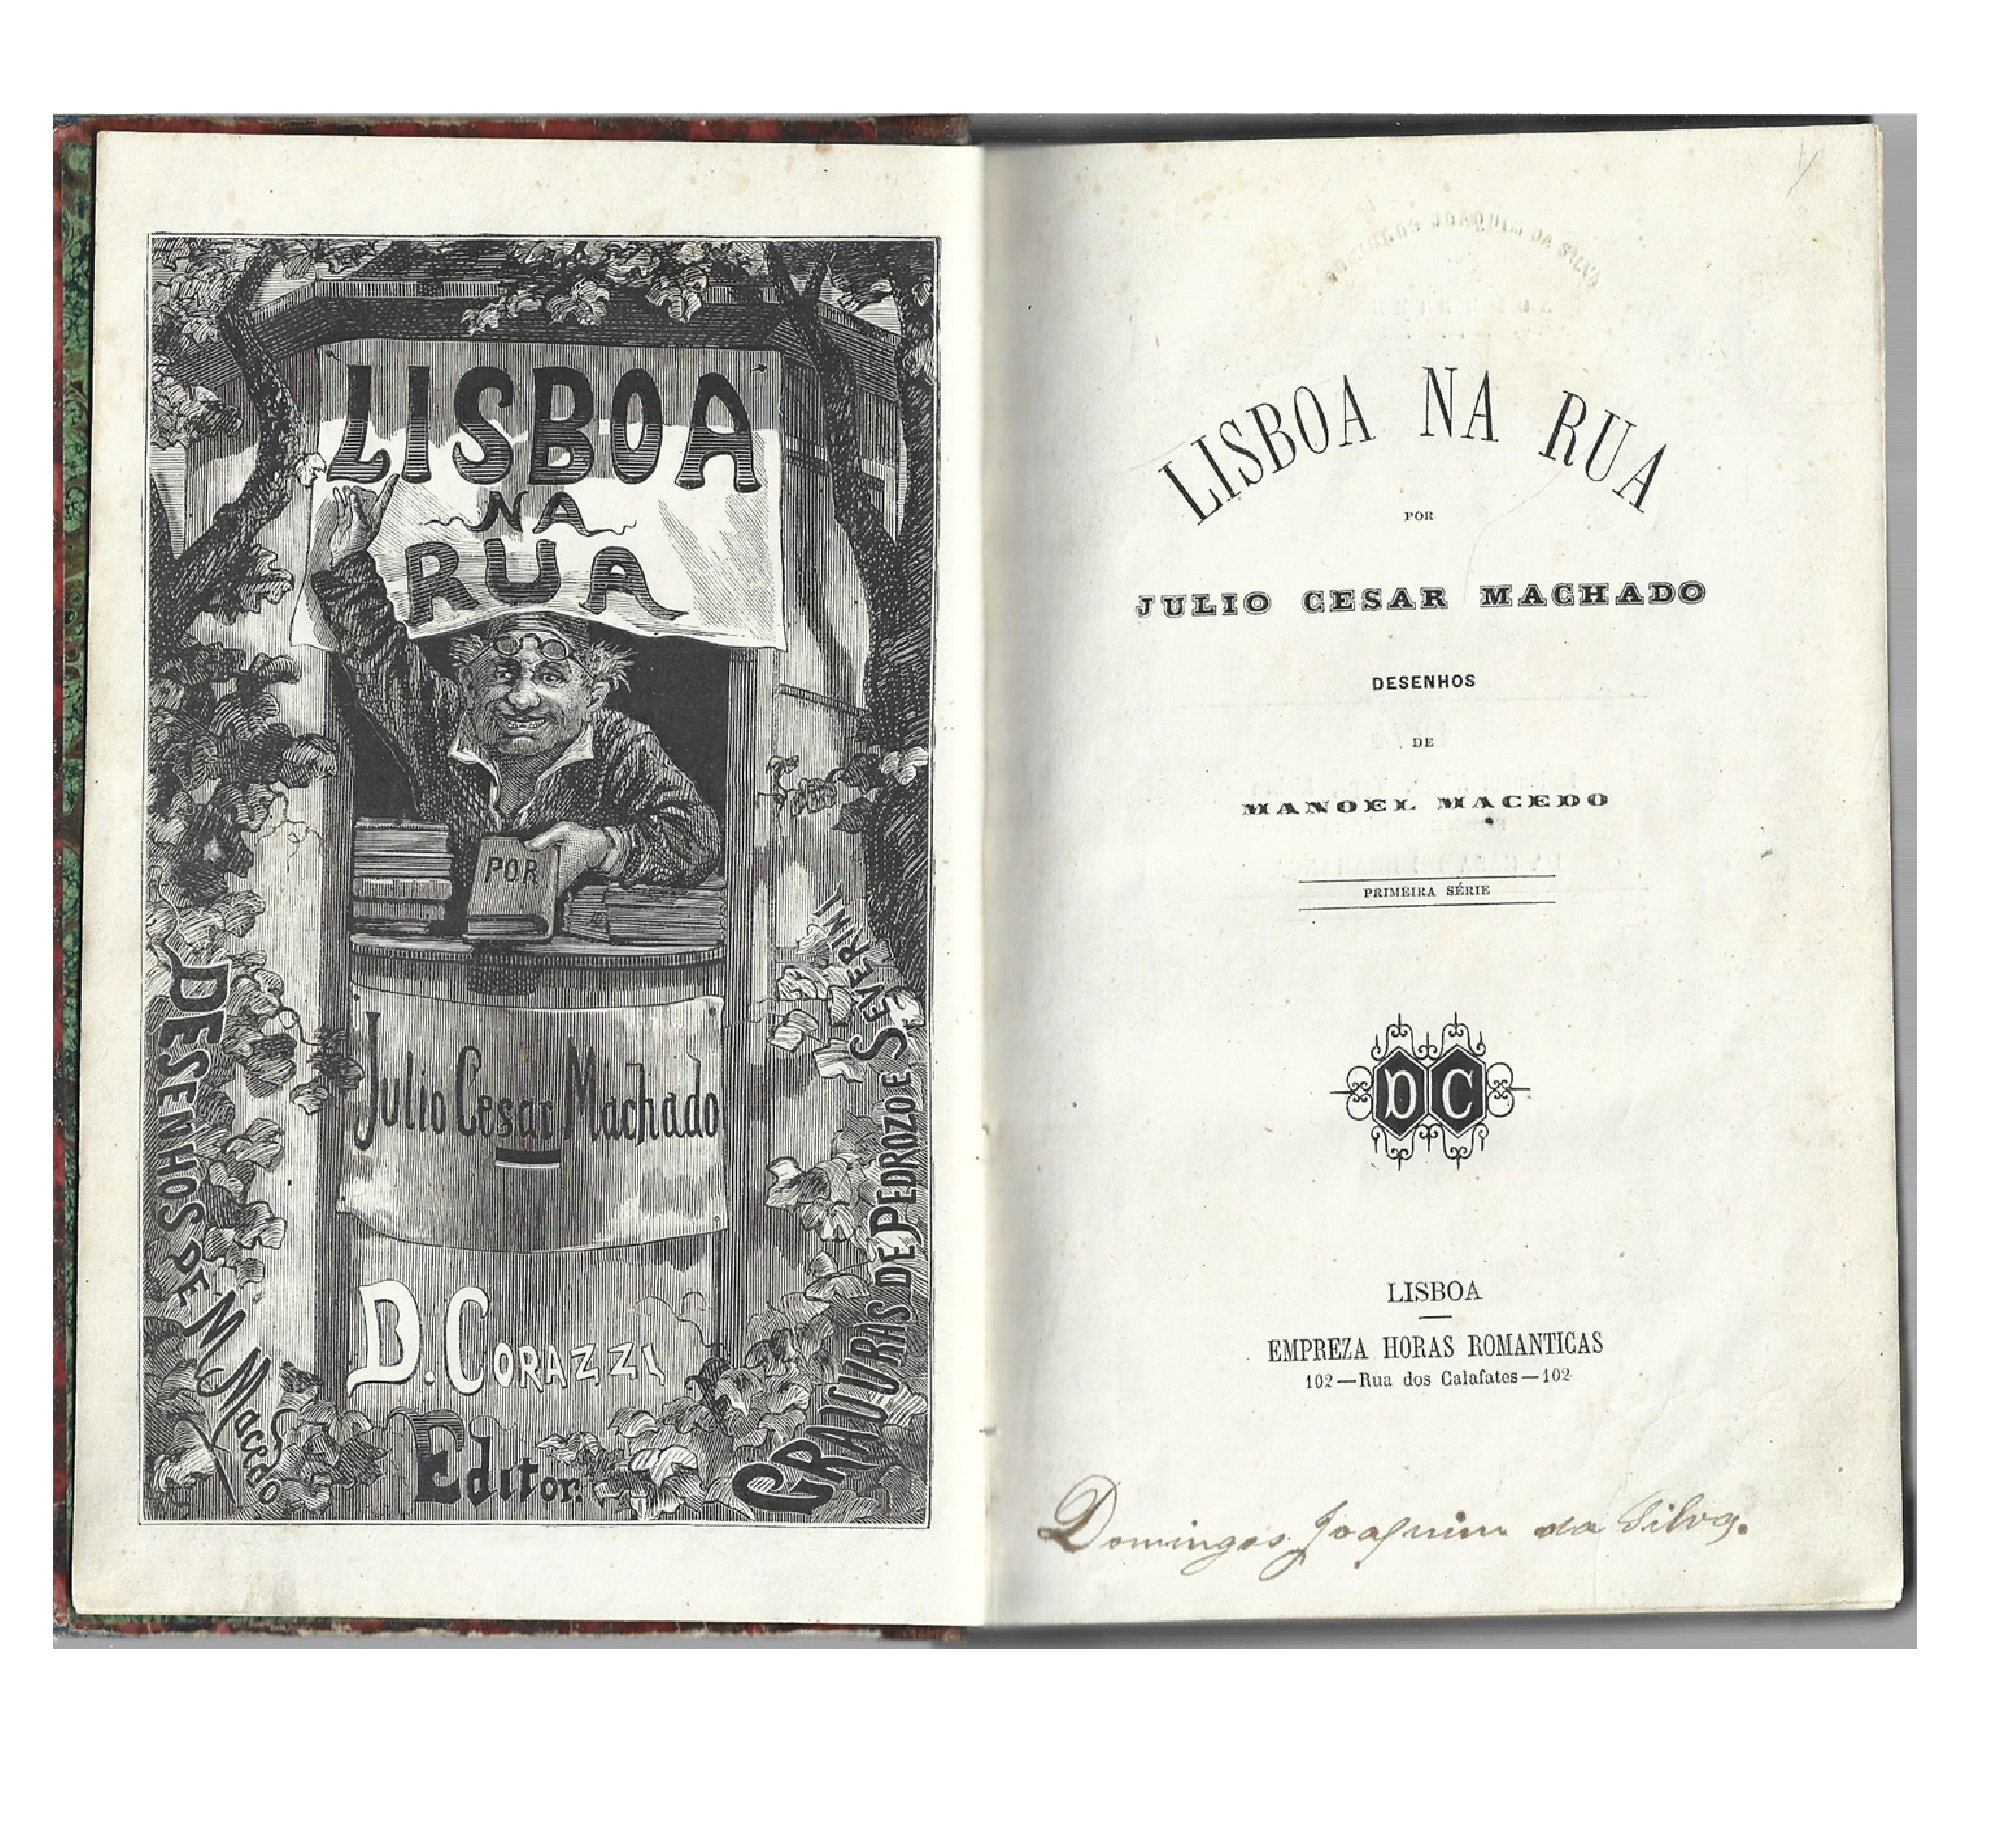 LISBOA
NA
RUA
POR
Julio Cesar Machado
D. CORAZZI
Editor.
DESENHOS DE M. Macedo
GRAVURAS DE PEDROZO E SEVERINI
LISBOA NA RUA
POR
JULIO CESAR MACHADO
DESENHOS
DE
MANOEL MACEDO
PRIMEIRA SÉRIE
DC
LISBOA
EMPREZA HORAS ROMANTICAS
102—Rua dos Calafates—102
Domingos Joaquim da Silva.